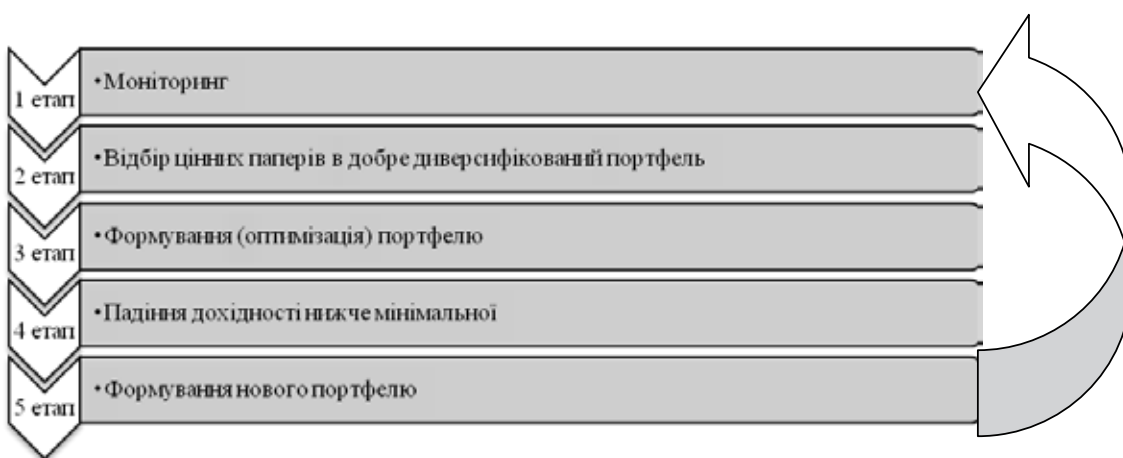 1 етап
•Моніторинг
2 етап
•Відбір цінних паперів в добре диверсифікований портфель
3 етап
•Формування (оптимізація) портфелю
4 етап
•Падіння дохідності нижче мінімальної
5 етап
•Формування нового портфелю